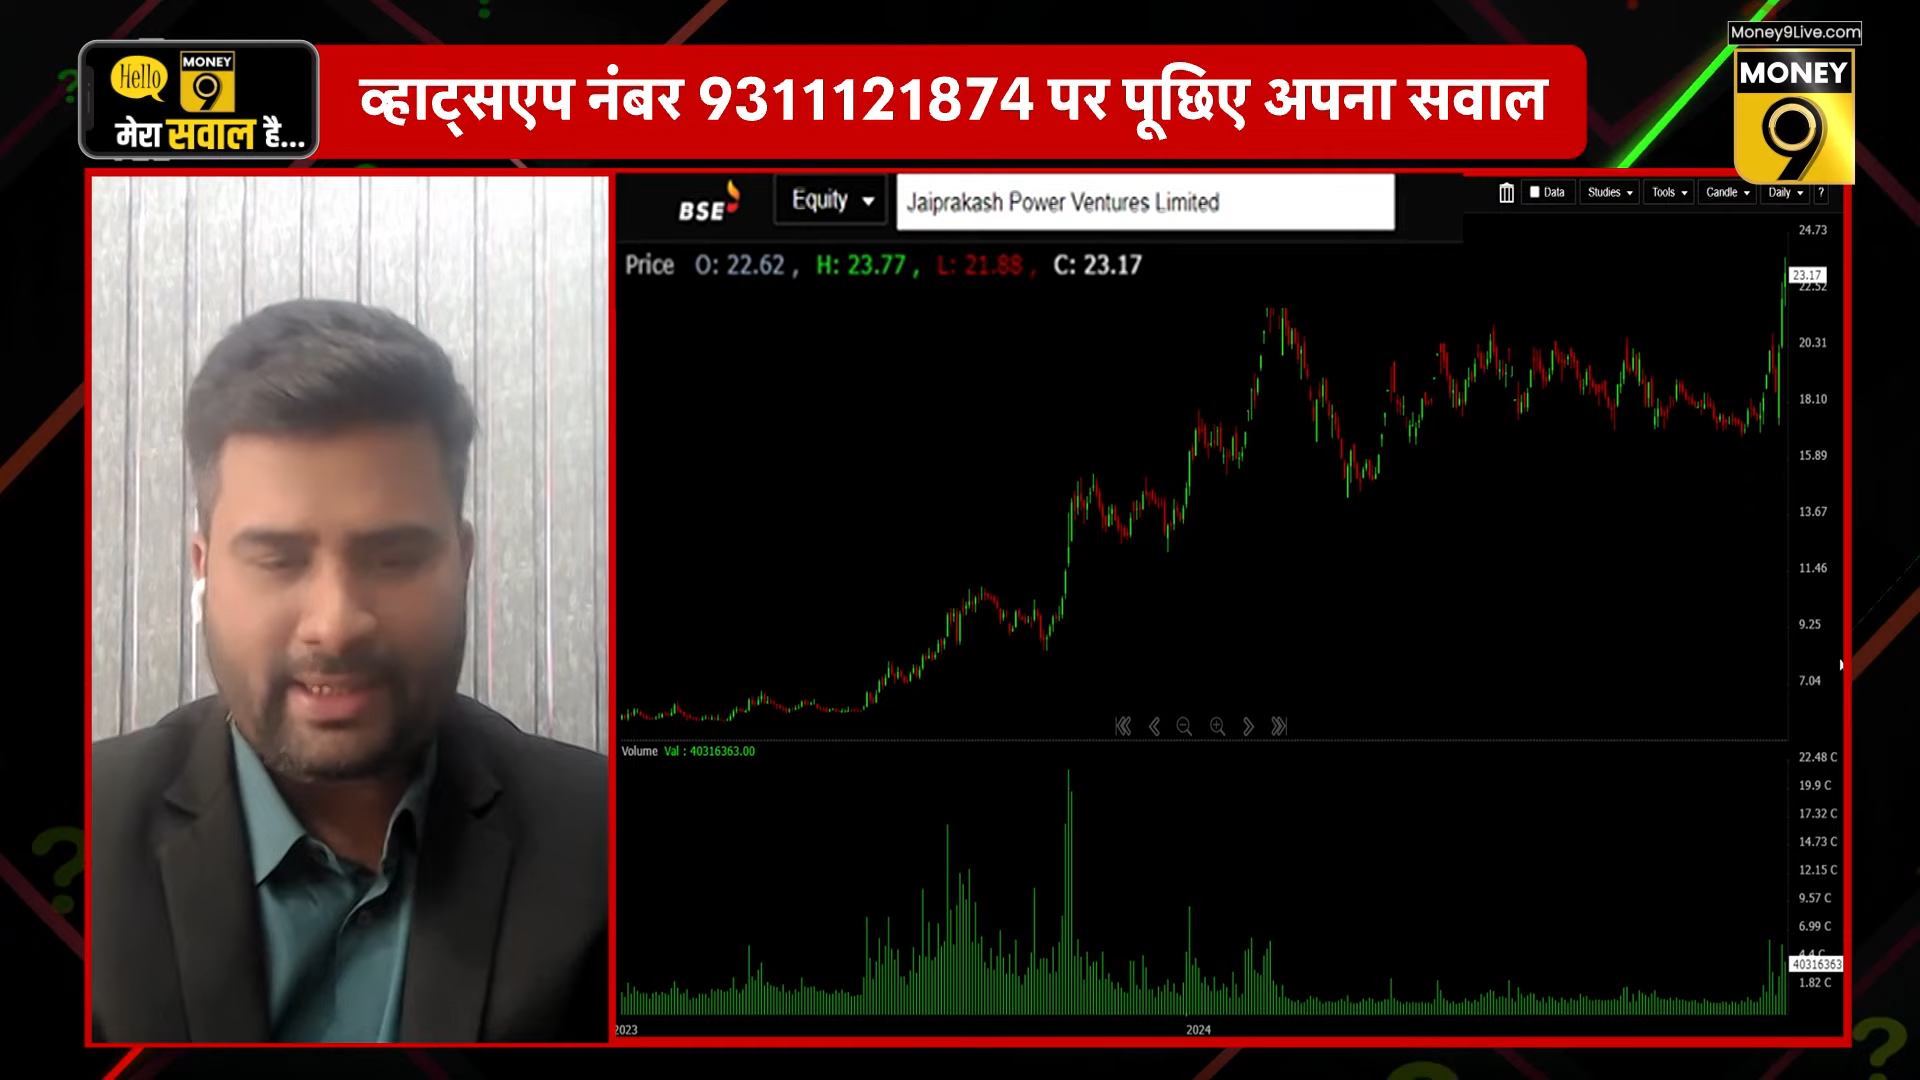 Money9Live.com
MONEY
9
Hello
MONEY
9
मेरा सवाल है...
व्हाट्सएप नंबर 9311121874 पर पूछिए अपना सवाल
BSE
Equity
Jaiprakash Power Ventures Limited
Data Studies Tools Candle Daily ?
Price O: 22.62 , H: 23.77 , L: 21.88 , C: 23.17
24.73
23.17
22.52
20.31
18.10
15.89
13.67
11.46
9.25
7.04
Volume Val : 40316363.00
22.48 C
19.9 C
17.32 C
14.73 C
12.15 C
9.57 C
6.99 C
40316363
1.82 C
2023 2024